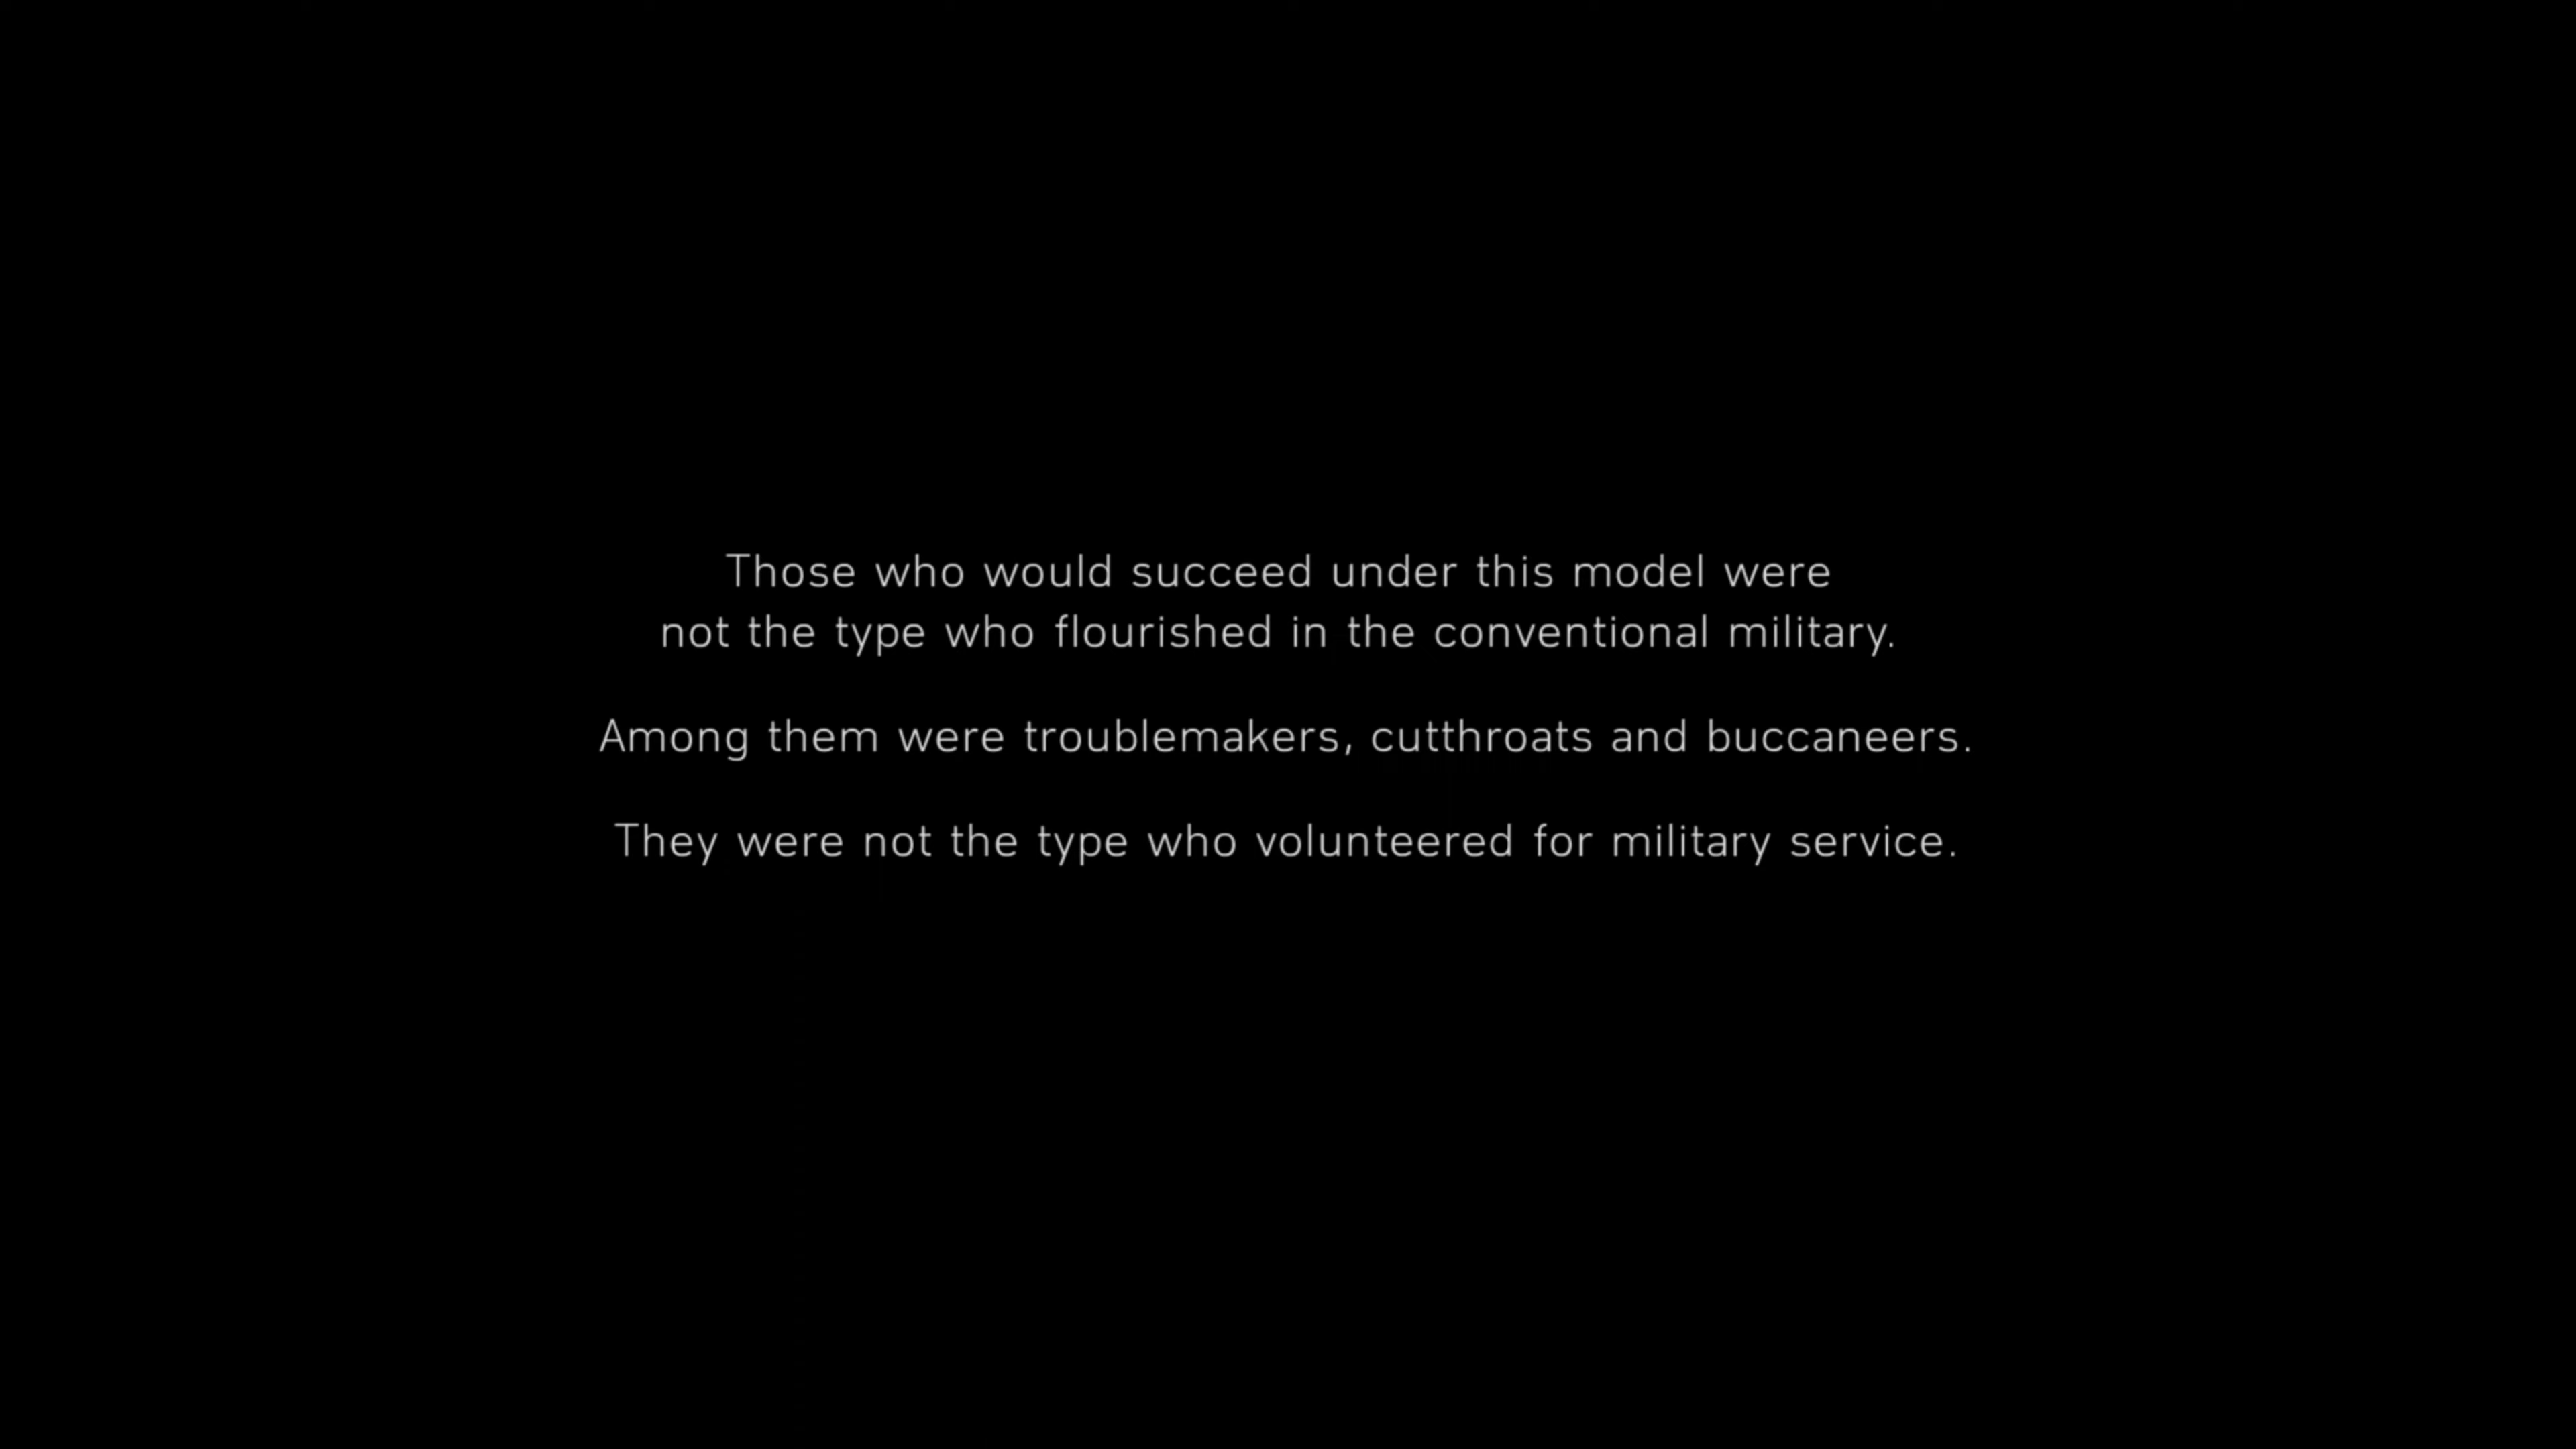 Those who would succeed under this model were
not the type who flourished in the conventional military.
Among them were troublemakers, cutthroats and buccaneers.
They were not the type who volunteered for military service.